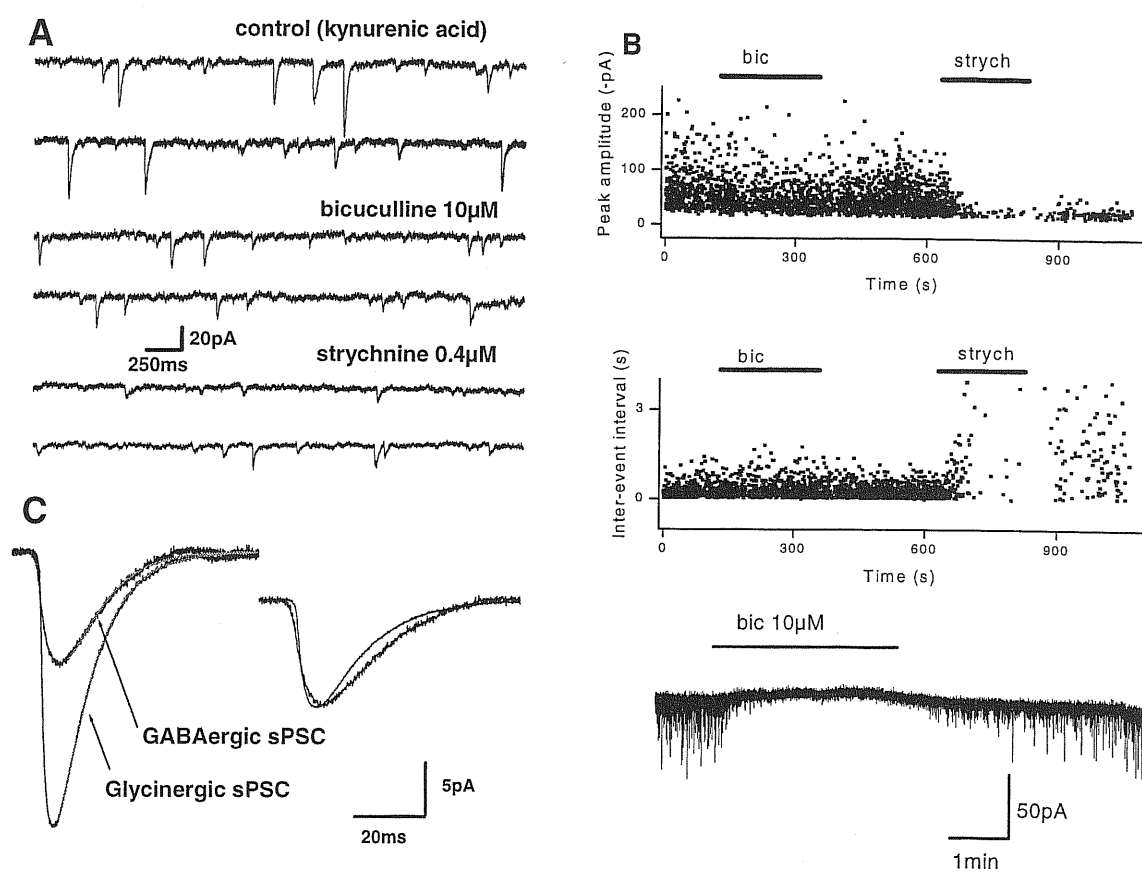 A
control (kynurenic acid)
bicuculline 10µM
20pA
250ms
strychnine 0.4µM
B
bic
strych
Peak amplitude (-pA)
200
100
0
0
300
600
900
Time (s)
bic
strych
Inter-event interval (s)
3
0
0
300
600
900
Time (s)
bic 10µM
50pA
1min
C
GABAergic sPSC
Glycinergic sPSC
5pA
20ms